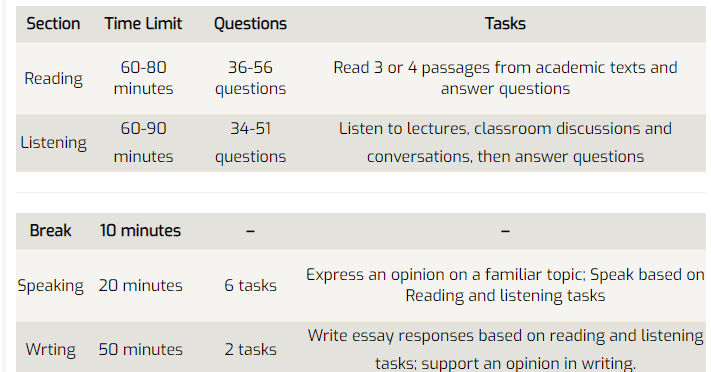 Section Time Limit Questions Tasks
Reading 60-80 minutes 36-56 questions Read 3 or 4 passages from academic texts and
answer questions
Listening 60-90 minutes 34-51 questions Listen to lectures, classroom discussions and
conversations, then answer questions
Break 10 minutes – –
Speaking 20 minutes 6 tasks Express an opinion on a familiar topic; Speak based on
Reading and listening tasks
Wrting 50 minutes 2 tasks Write essay responses based on reading and listening
tasks; support an opinion in writing.